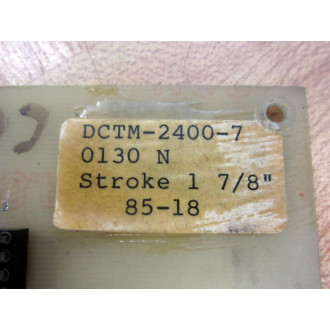 DCTM-2400-7
0130 N
Stroke 1 7/8"
85-18